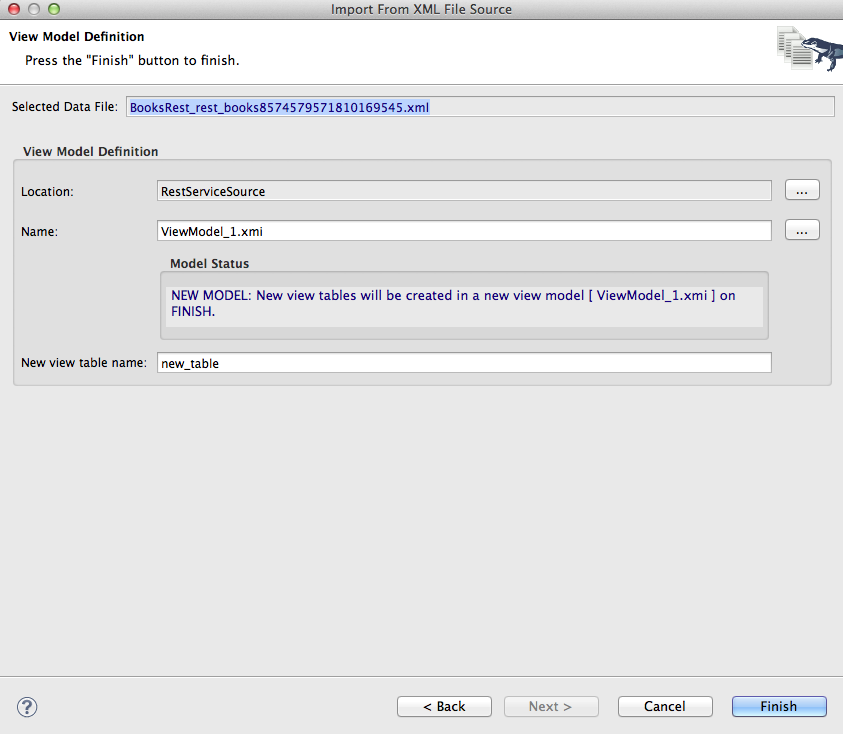 Import From XML File Source
View Model Definition
Press the "Finish" button to finish.
Selected Data File: BooksRest_rest_books8574579571810169545.xml
View Model Definition
Location: RestServiceSource ...
Name: ViewModel_1.xmi ...
Model Status
NEW MODEL: New view tables will be created in a new view model [ ViewModel_1.xmi ] on
FINISH.
New view table name: new_table
? < Back Next > Cancel Finish